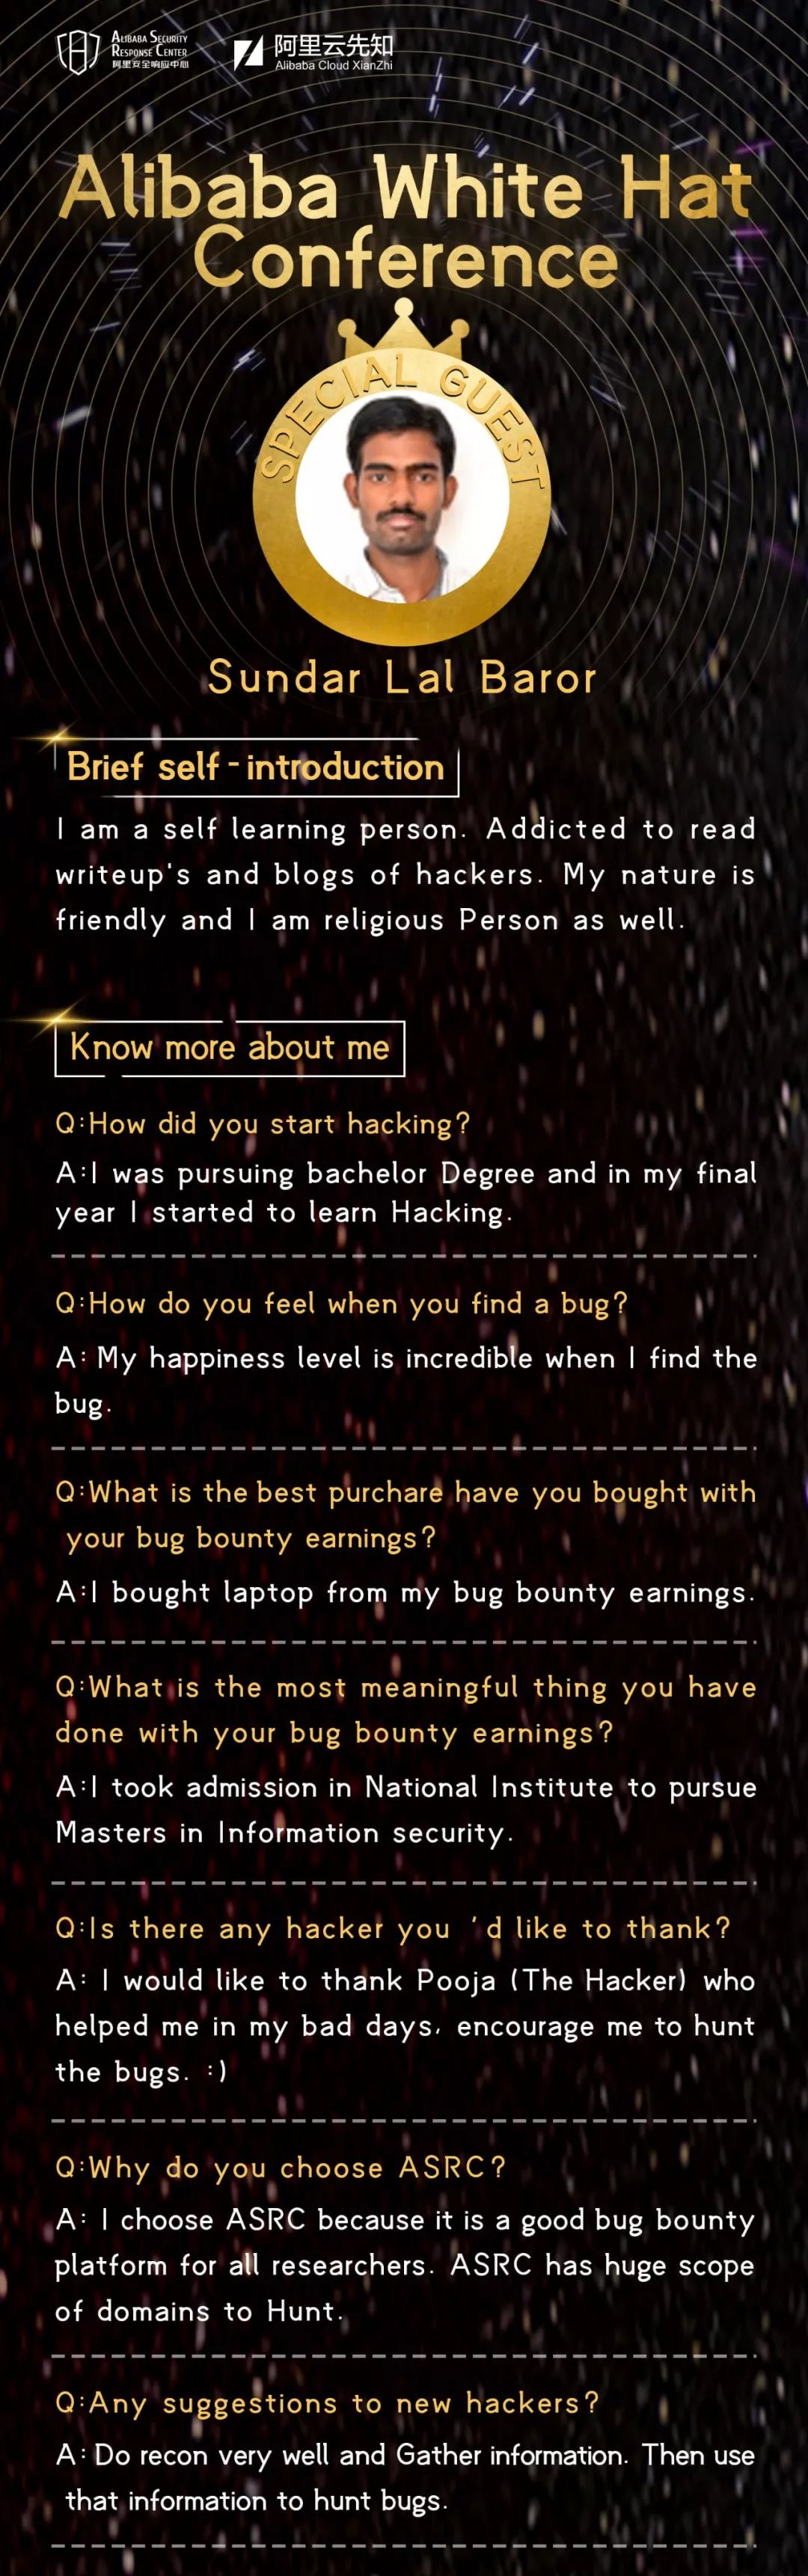 ALIBABA SECURITY
RESPONSE CENTER
阿里安全响应中心
阿里云先知
Alibaba Cloud XianZhi
Alibaba White Hat
Conference
SPECIAL GUEST
Sundar Lal Baror
Brief self-introduction
I am a self learning person. Addicted to read
writeup's and blogs of hackers. My nature is
friendly and I am religious Person as well.
Know more about me
Q:How did you start hacking?
A:I was pursuing bachelor Degree and in my final
year I started to learn Hacking.
Q:How do you feel when you find a bug?
A: My happiness level is incredible when I find the
bug.
Q:What is the best purchare have you bought with
your bug bounty earnings?
A:I bought laptop from my bug bounty earnings.
Q:What is the most meaningful thing you have
done with your bug bounty earnings?
A:I took admission in National Institute to pursue
Masters in Information security.
Q:Is there any hacker you 'd like to thank?
A: I would like to thank Pooja (The Hacker) who
helped me in my bad days, encourage me to hunt
the bugs. :)
Q:Why do you choose ASRC?
A: I choose ASRC because it is a good bug bounty
platform for all researchers. ASRC has huge scope
of domains to Hunt.
Q:Any suggestions to new hackers?
A: Do recon very well and Gather information. Then use
that information to hunt bugs.